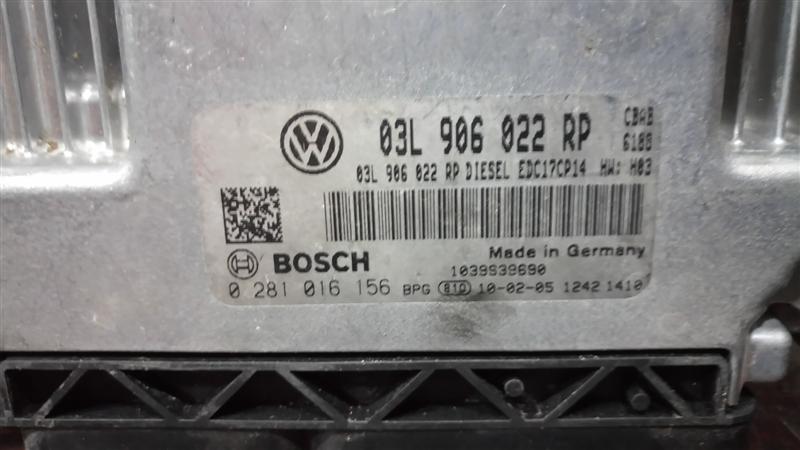 03L 906 022 RP CBAB
6188
03L 906 022 RP DIESEL EDC17CP14 HW: H03
Made in Germany
BOSCH 1039S39690
0 281 016 156 BPG 81D 10-02-05 1242 1410